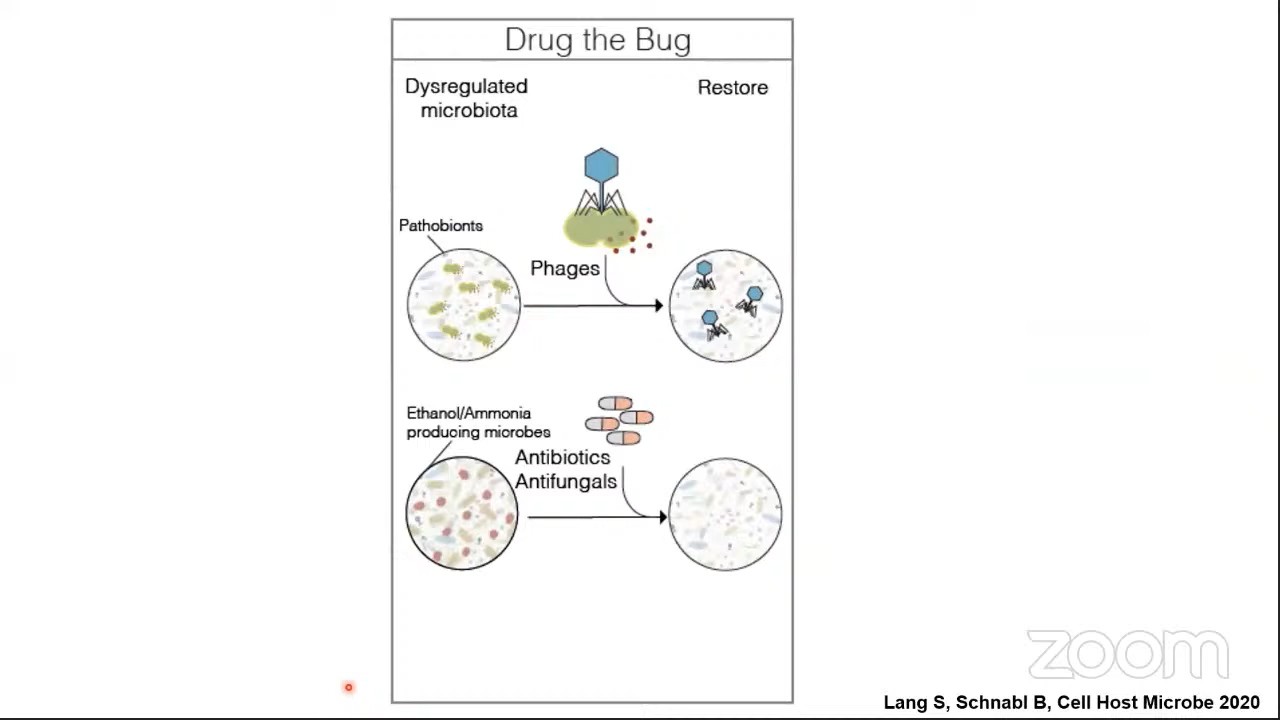 Drug the Bug
Dysregulated
microbiota
Restore
Pathobionts
Phages
Ethanol/Ammonia
producing microbes
Antibiotics
Antifungals
zoom
Lang S, Schnabl B, Cell Host Microbe 2020